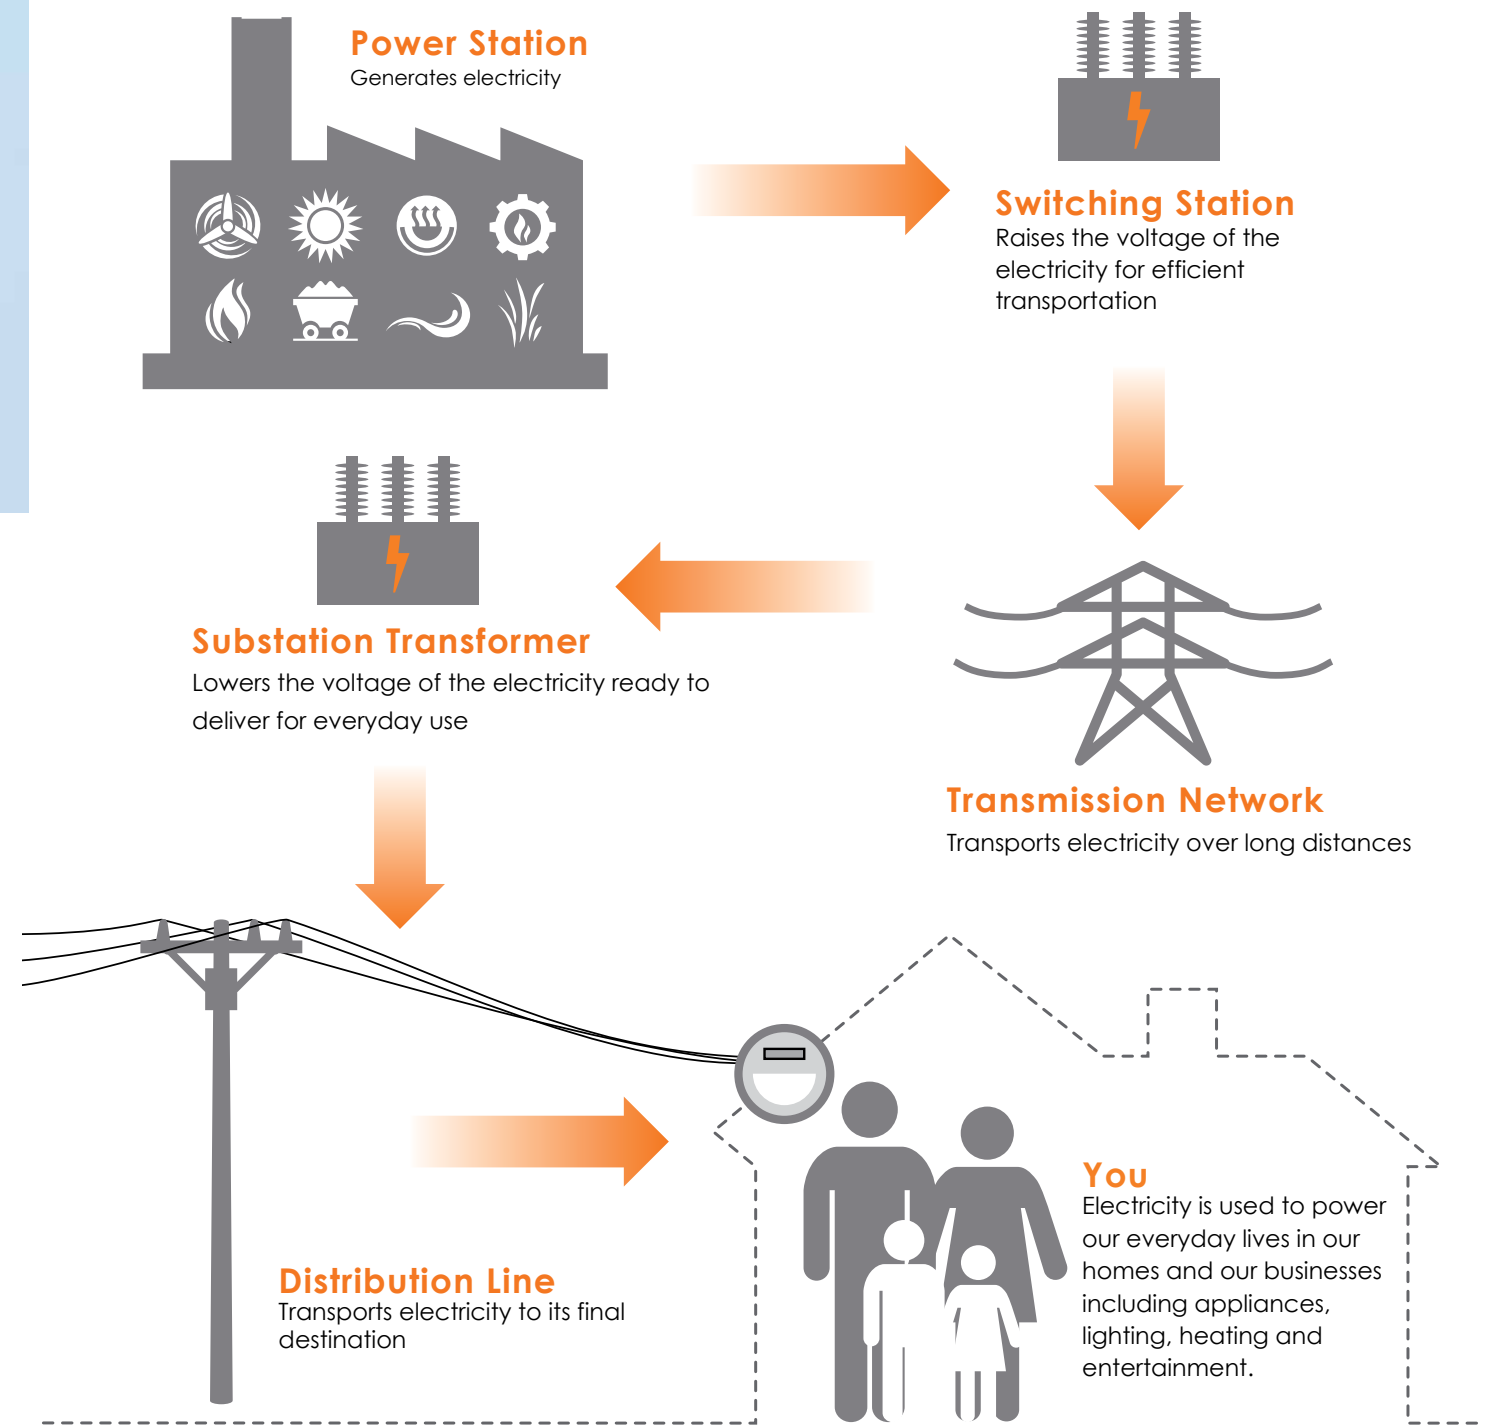 Power Station
Generates electricity
Switching Station
Raises the voltage of the
electricity for efficient
transportation
Substation Transformer
Lowers the voltage of the electricity ready to
deliver for everyday use
Transmission Network
Transports electricity over long distances
Distribution Line
Transports electricity to its final
destination
You
Electricity is used to power
our everyday lives in our
homes and our businesses
including appliances,
lighting, heating and
entertainment.